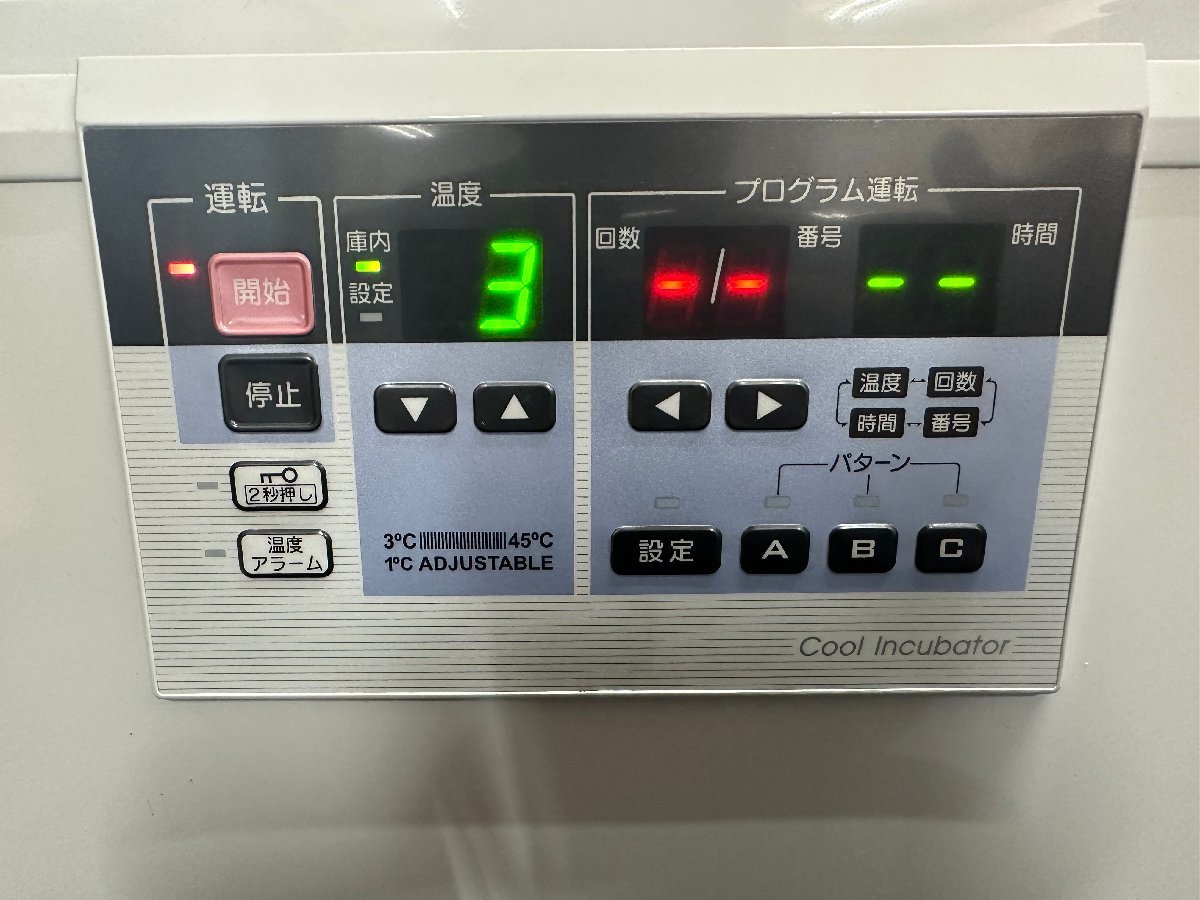 運転
開始
停止
2秒押し
温度
アラーム
温度
庫内
設定
3
▼ ▲
3℃ 45℃
1℃ ADJUSTABLE
プログラム運転
回数
-/-
番号
--
時間
◀ ▶
温度 ↔ 回数
時間 ↔ 番号
パターン
設定 A B C
Cool Incubator